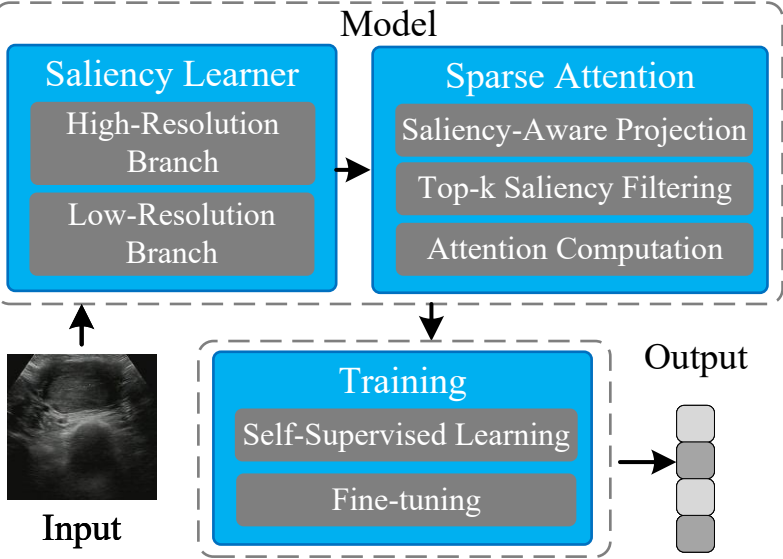 Model
Saliency Learner
High-Resolution
Branch
Low-Resolution
Branch
Sparse Attention
Saliency-Aware Projection
Top-k Saliency Filtering
Attention Computation
Input
Training
Self-Supervised Learning
Fine-tuning
Output